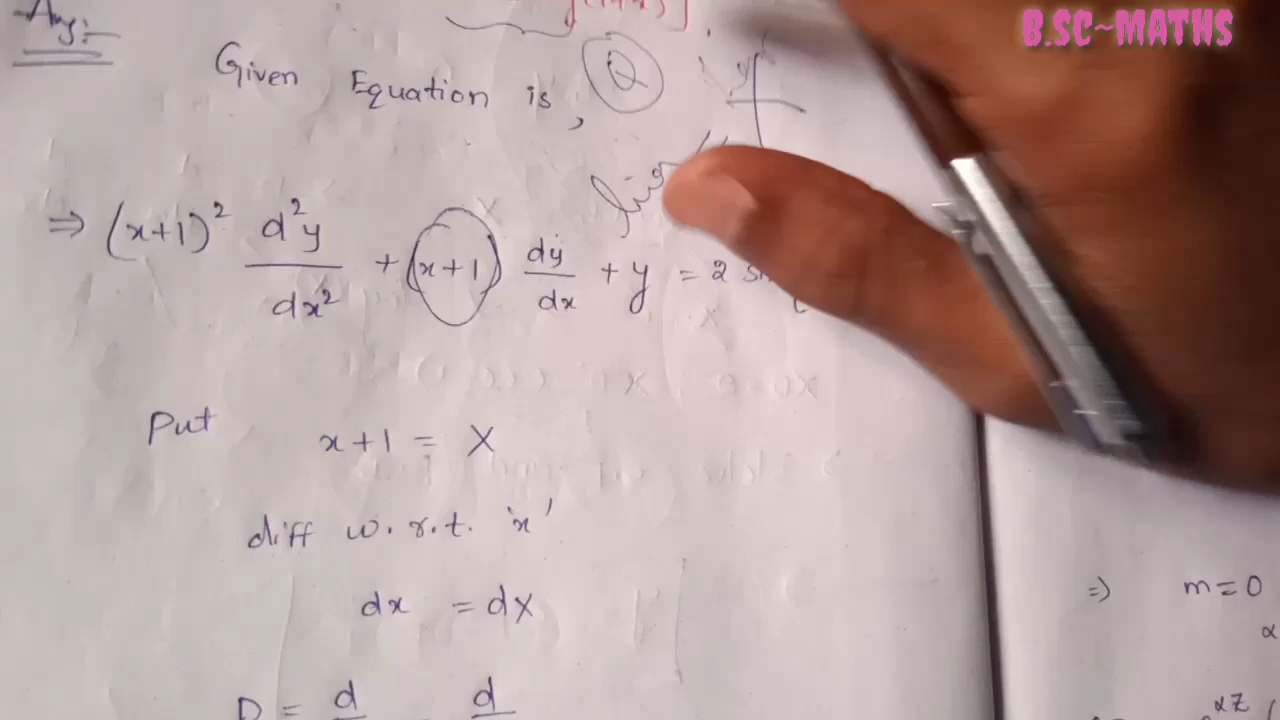 B.SC~MATHS
Ans:-
Given Equation is,
⇒ (x+1)² d²y/dx² + (x+1) dy/dx + y = 2
Put x+1 = X
diff w.r.t. 'x'
dx = dX
D = d d
⇒ m=0
α
αZ